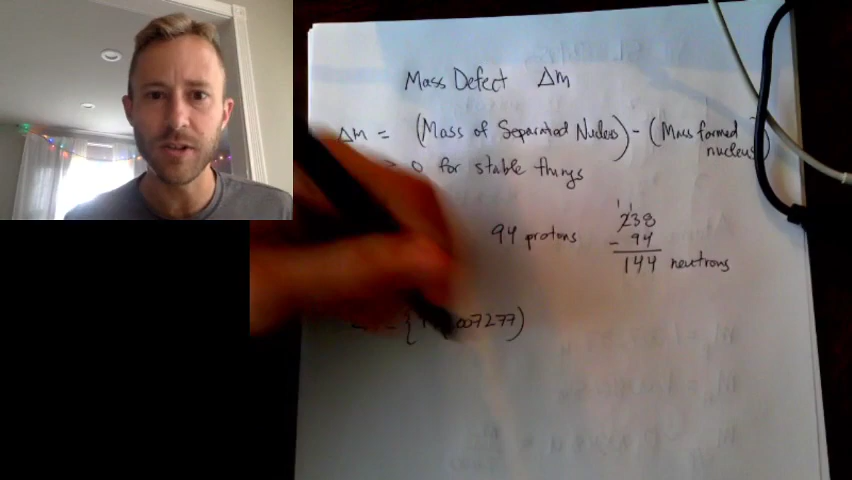 Mass Defect Δm
Δm = (Mass of Separated Nucleus) - (Mass formed nucleus)
0 for stable things
94 protons
238
- 94
144 neutrons
007277)